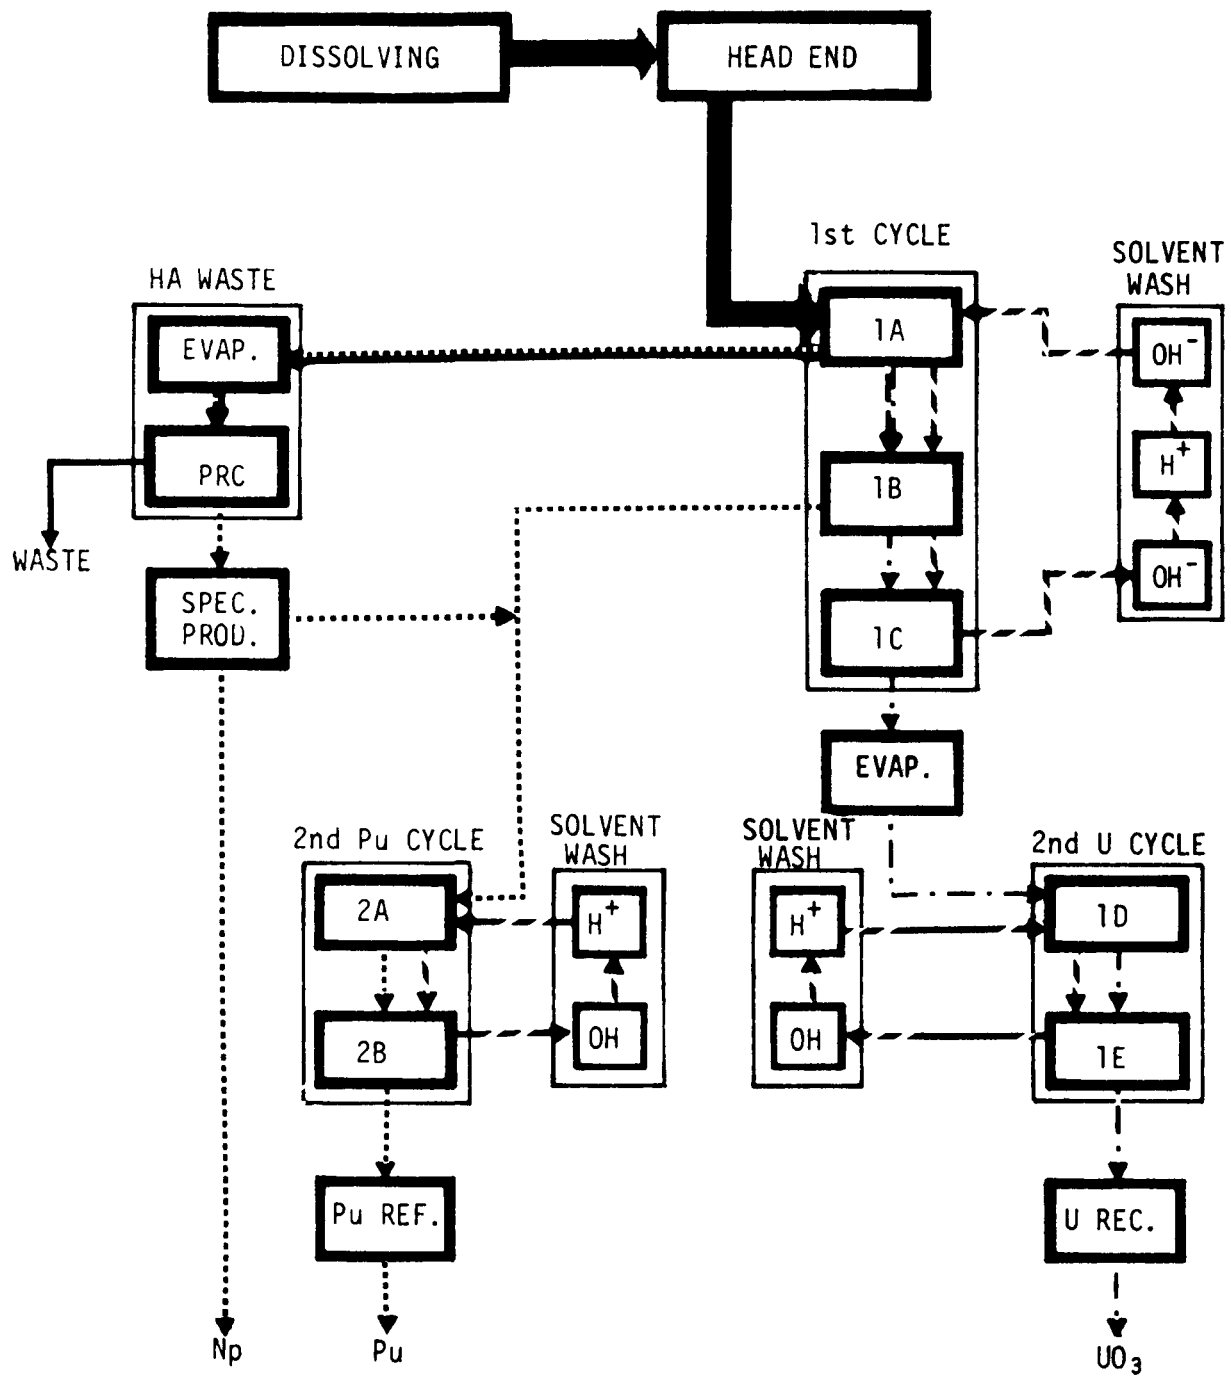 DISSOLVING
HEAD END
1st CYCLE
SOLVENT
WASH
HA WASTE
EVAP.
1A
OH⁻
PRC
1B
H⁺
WASTE
SPEC.
PROD.
1C
OH⁻
EVAP.
2nd Pu CYCLE
SOLVENT
WASH
SOLVENT
WASH
2nd U CYCLE
2A
H⁺
H⁺
1D
2B
OH
OH
1E
Pu REF.
U REC.
Np
Pu
UO₃